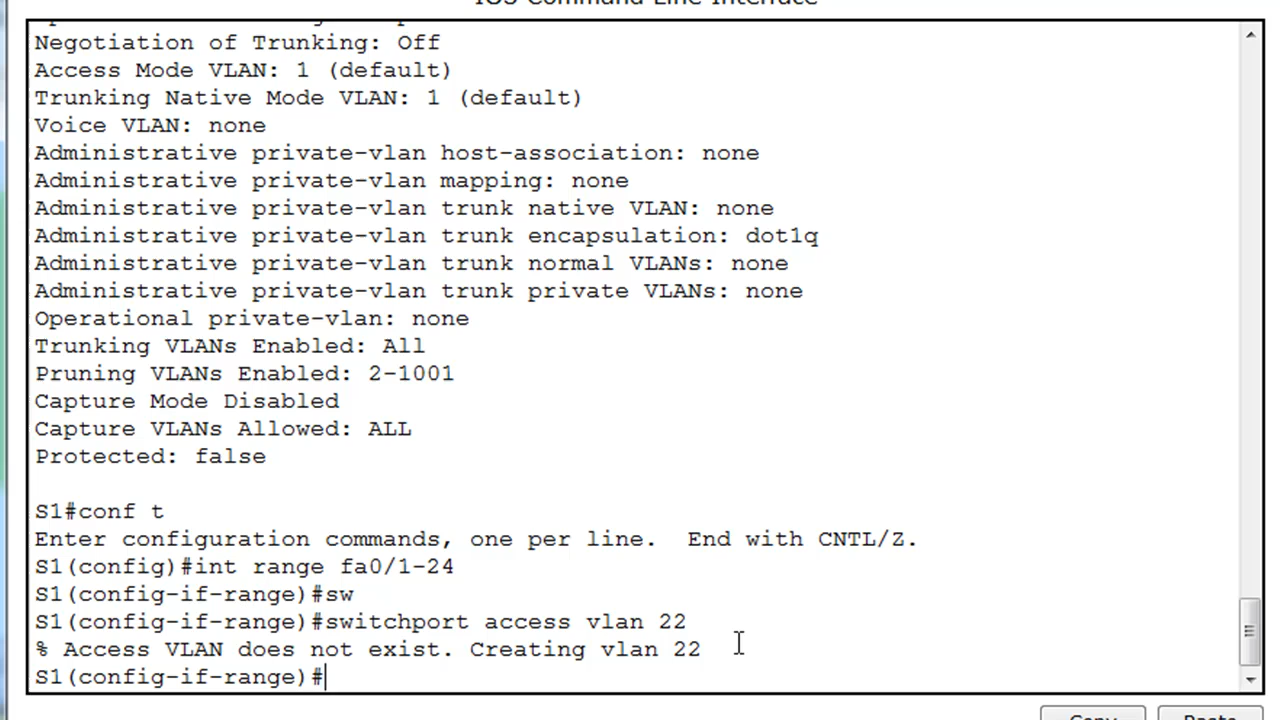 IOS Command Line Interface
Negotiation of Trunking: Off
Access Mode VLAN: 1 (default)
Trunking Native Mode VLAN: 1 (default)
Voice VLAN: none
Administrative private-vlan host-association: none
Administrative private-vlan mapping: none
Administrative private-vlan trunk native VLAN: none
Administrative private-vlan trunk encapsulation: dot1q
Administrative private-vlan trunk normal VLANs: none
Administrative private-vlan trunk private VLANs: none
Operational private-vlan: none
Trunking VLANs Enabled: All
Pruning VLANs Enabled: 2-1001
Capture Mode Disabled
Capture VLANs Allowed: ALL
Protected: false
S1#conf t
Enter configuration commands, one per line.  End with CNTL/Z.
S1(config)#int range fa0/1-24
S1(config-if-range)#sw
S1(config-if-range)#switchport access vlan 22
% Access VLAN does not exist. Creating vlan 22
S1(config-if-range)#
Copy Paste